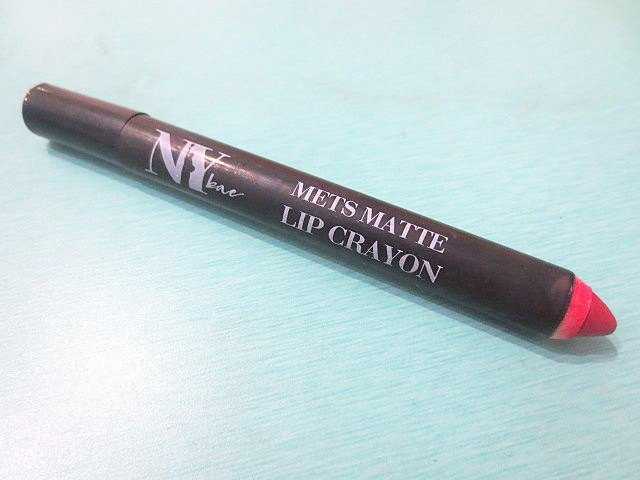 NY
bae
METS MATTE
LIP CRAYON